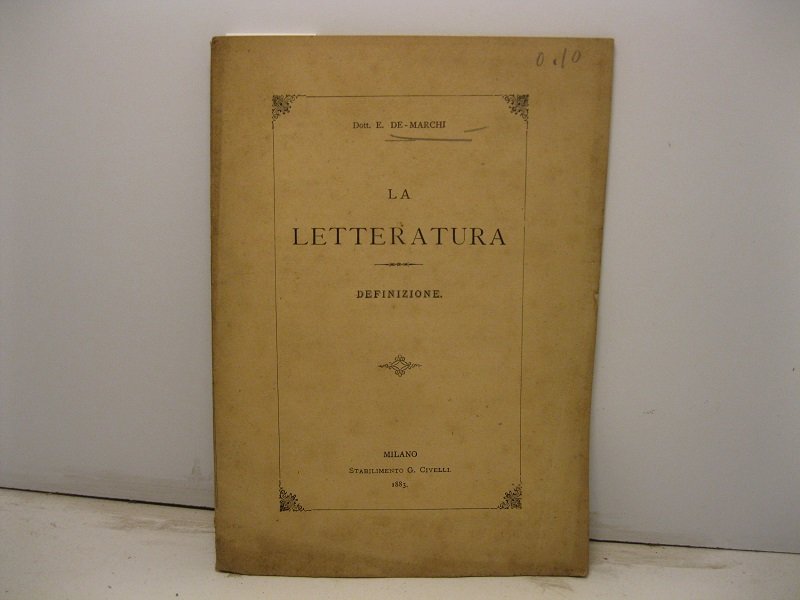 0.10
Dott. E. DE-MARCHI
LA
LETTERATURA
DEFINIZIONE.
MILANO
STABILIMENTO G. CIVELLI.
1883.